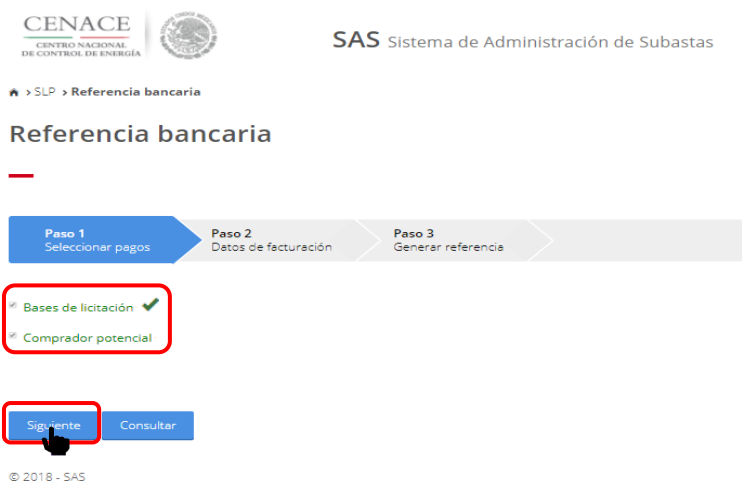 CENACE
CENTRO NACIONAL
DE CONTROL DE ENERGÍA
SAS Sistema de Administración de Subastas
> SLP > Referencia bancaria
Referencia bancaria
Paso 1
Seleccionar pagos
Paso 2
Datos de facturación
Paso 3
Generar referencia
Bases de licitación
Comprador potencial
Siguiente
Consultar
© 2018 - SAS